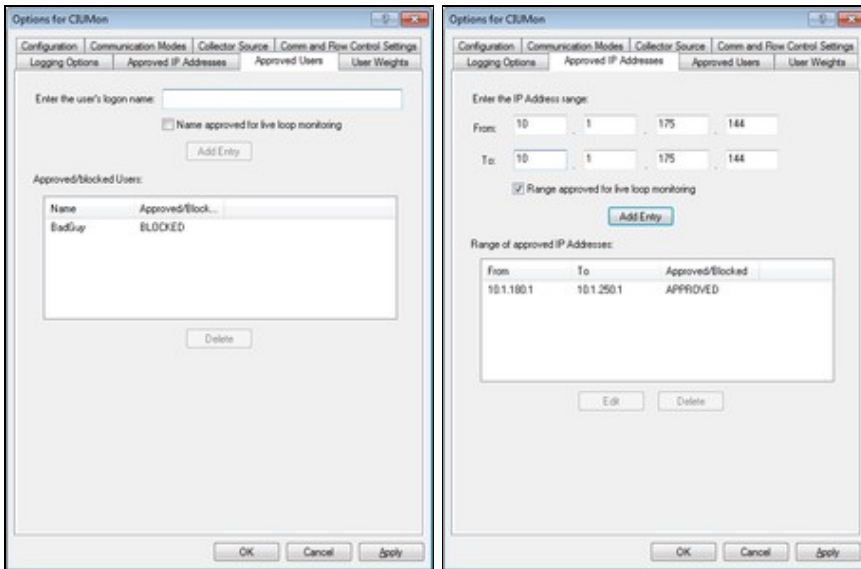 Options for CIUMon
Configuration Communication Modes Collector Source Comm and Flow Control Settings
Logging Options Approved IP Addresses Approved Users User Weights
Enter the user's logon name:
Name approved for live loop monitoring
Add Entry
Approved/blocked Users:
Name Approved/Block...
BadGuy BLOCKED
Delete
OK Cancel Apply
Options for CIUMon
Configuration Communication Modes Collector Source Comm and Flow Control Settings
Logging Options Approved IP Addresses Approved Users User Weights
Enter the IP Address range:
From: 10 . 1 . 175 . 144
To: 10 . 1 . 175 . 144
Range approved for live loop monitoring
Add Entry
Range of approved IP Addresses:
From To Approved/Blocked
10.1.180.1 10.1.250.1 APPROVED
Edit Delete
OK Cancel Apply